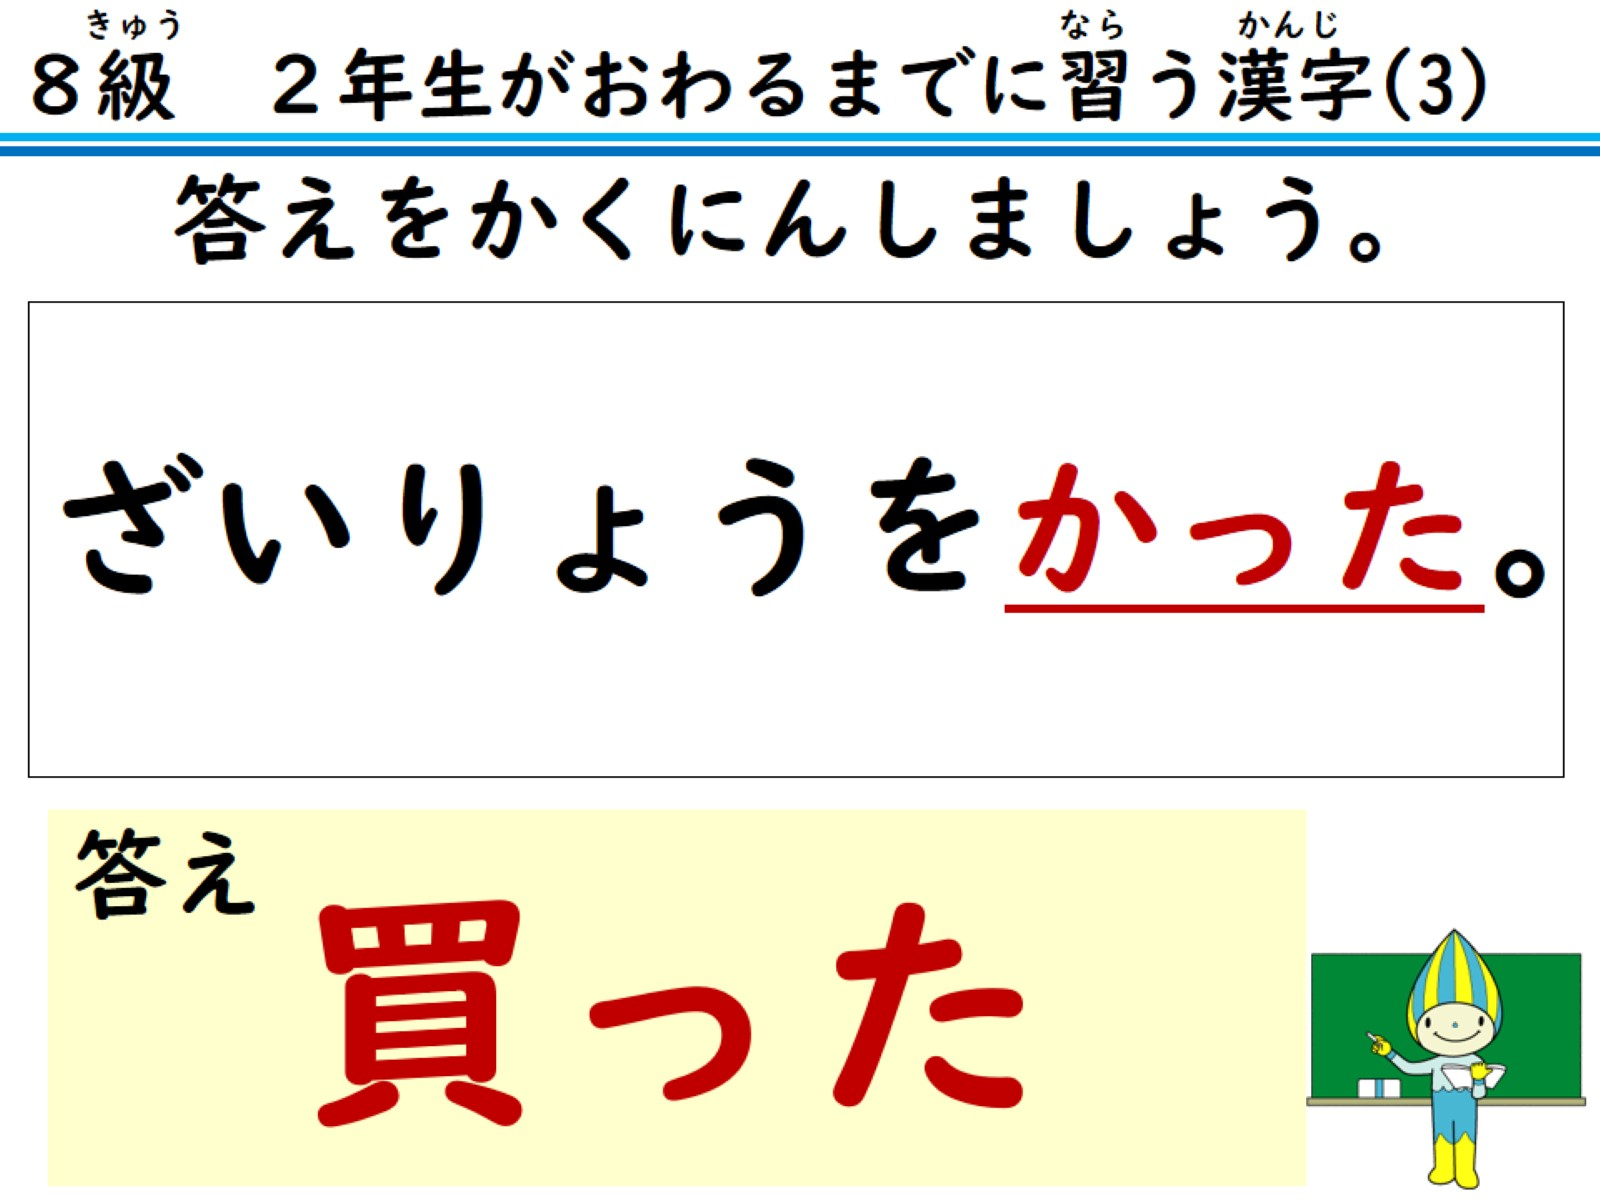 きゅう なら かんじ
８級　２年生がおわるまでに習う漢字(3)
答えをかくにんしましょう。
ざいりょうをかった。
答え
買った